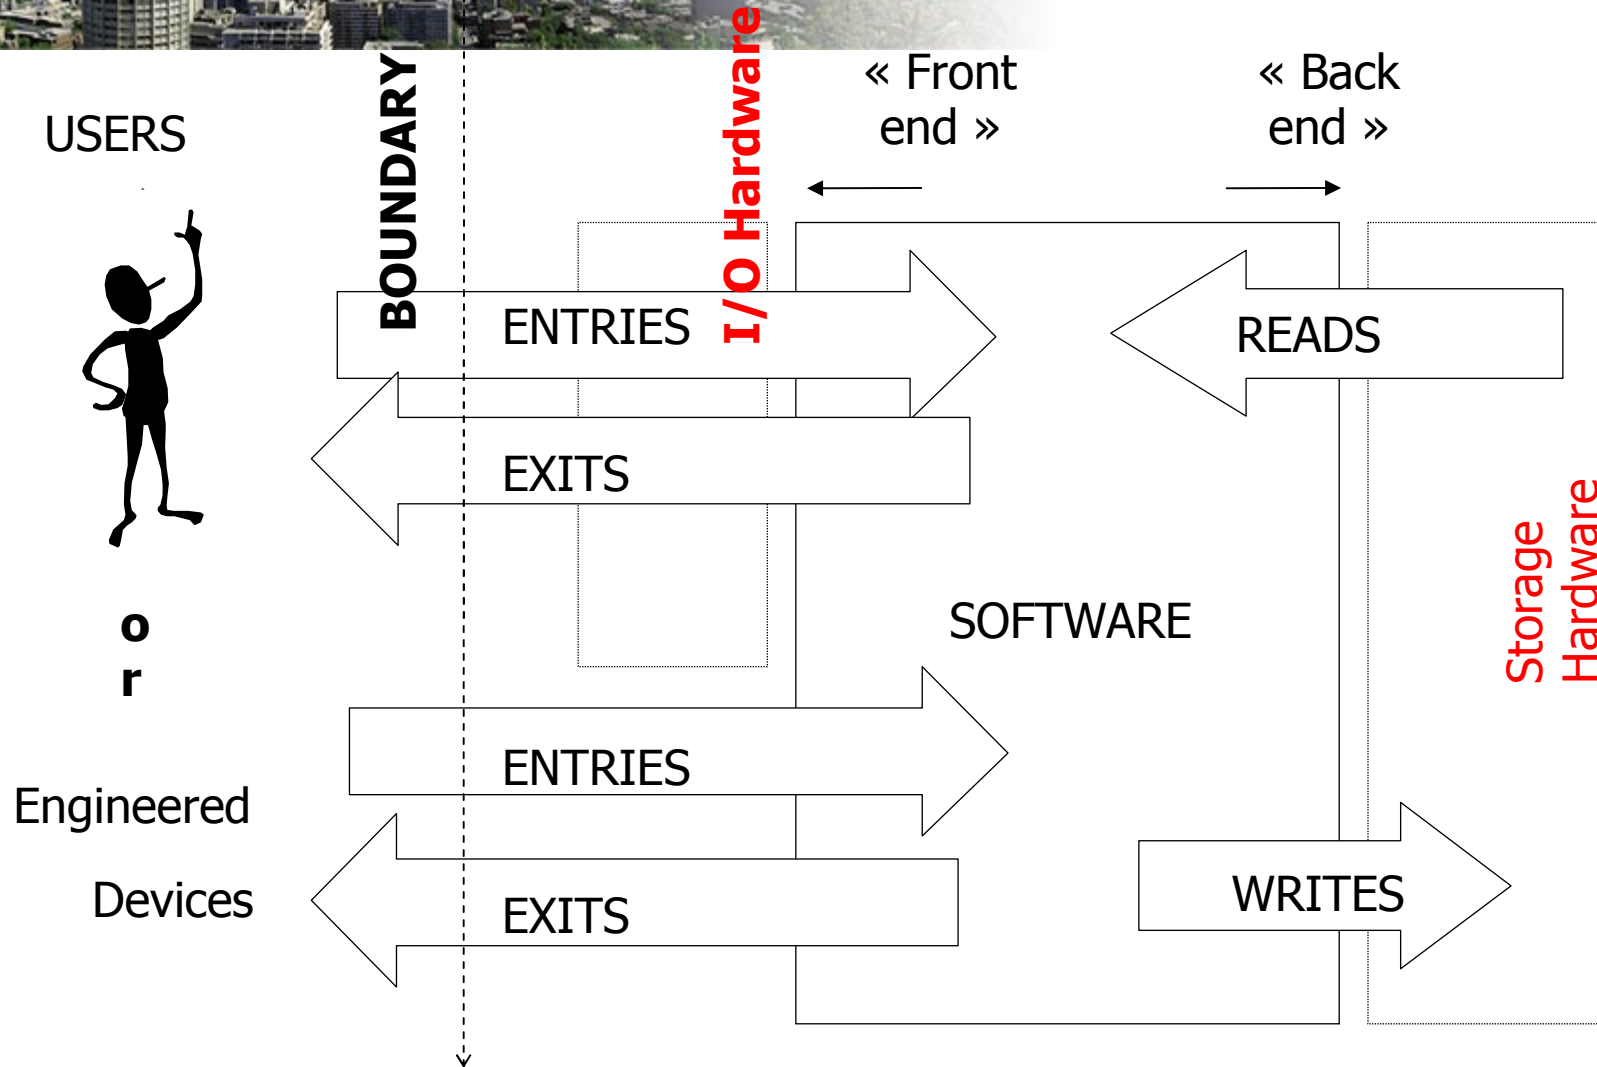 USERS
BOUNDARY
I/O Hardware
« Front
end »
« Back
end »
ENTRIES
READS
EXITS
o
r
SOFTWARE
Storage
Hardware
ENTRIES
Engineered
Devices
EXITS
WRITES